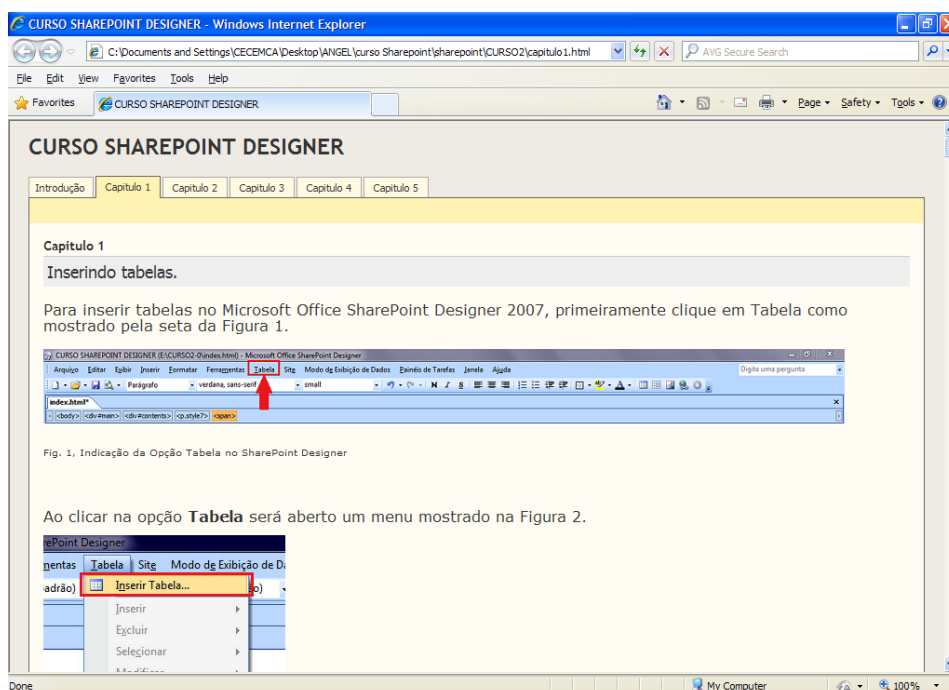 CURSO SHAREPOINT DESIGNER - Windows Internet Explorer
C:\Documents and Settings\CECEMCA\Desktop\ANGEL\curso Sharepoint\sharepoint\CURSO2\capitulo1.html
AVG Secure Search
File Edit View Favorites Tools Help
Favorites CURSO SHAREPOINT DESIGNER Page Safety Tools
CURSO SHAREPOINT DESIGNER
Introdução Capitulo 1 Capitulo 2 Capitulo 3 Capitulo 4 Capitulo 5
Capitulo 1
Inserindo tabelas.
Para inserir tabelas no Microsoft Office SharePoint Designer 2007, primeiramente clique em Tabela como
mostrado pela seta da Figura 1.
CURSO SHAREPOINT DESIGNER (E:\CURSO2-0\index.html) - Microsoft Office SharePoint Designer
Arquivo Editar Exibir Inserir Formatar Ferramentas Tabela Site Modo de Exibição de Dados Painéis de Tarefas Janela Ajuda Digite uma pergunta
Parágrafo verdana, sans-serif small N I S
index.html*
<body> <div#main> <div#contents> <p.style7> <span>
Fig. 1, Indicação da Opção Tabela no SharePoint Designer
Ao clicar na opção Tabela será aberto um menu mostrado na Figura 2.
rePoint Designer
mentas Tabela Site Modo de Exibição de D
adrão) Inserir Tabela... o)
Inserir
Excluir
Selecionar
Done My Computer 100%